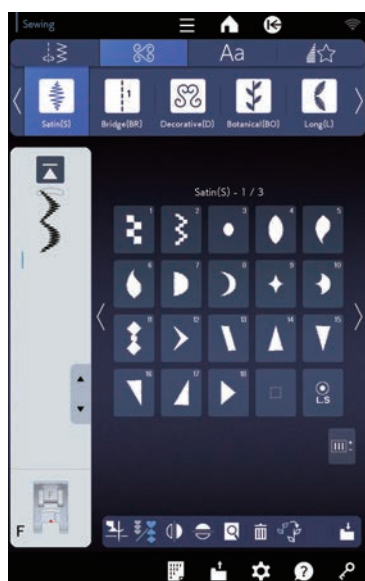 Sewing
Aa
1
Satin(S) Bridge(BR) Decorative(D) Botanical(BO) Long(L)
Satin(S) - 1 / 3
1 2 3 4 5
6 7 8 9 10
11 12 13 14 15
16 17 18
L.S
F
?